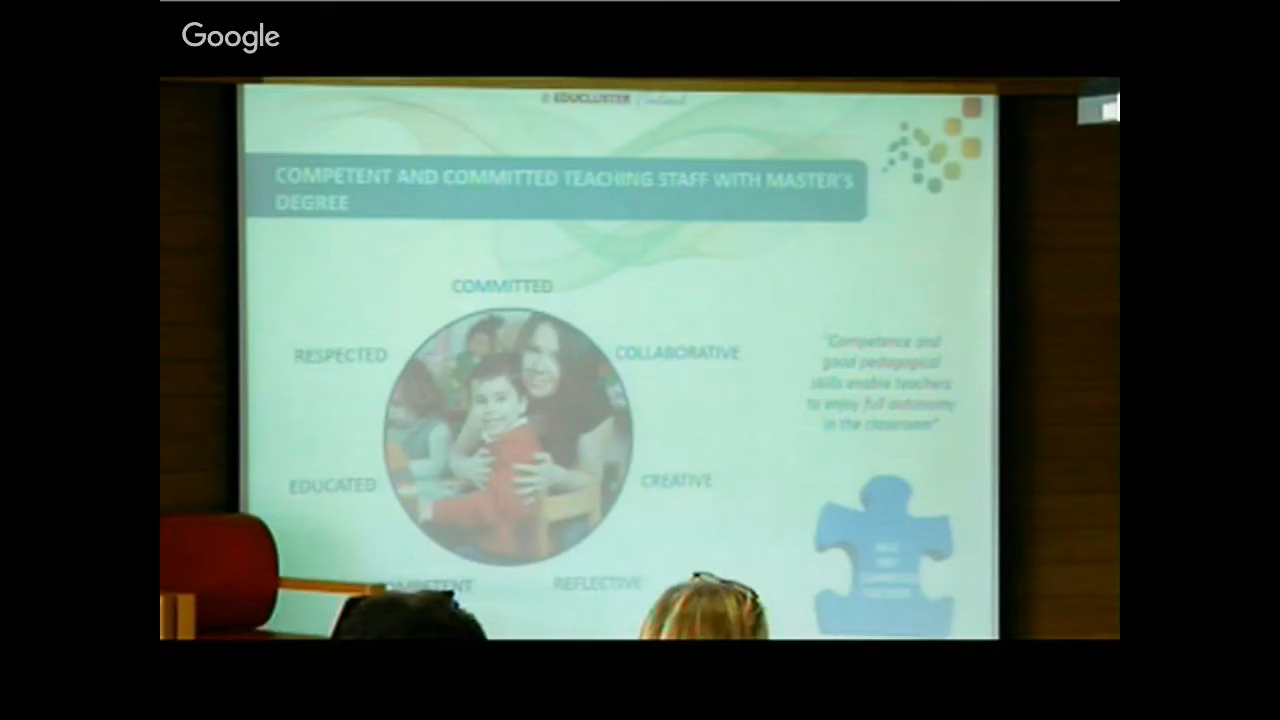 Google
EDUCLUSTER
COMPETENT AND COMMITTED TEACHING STAFF WITH MASTER'S
DEGREE
COMMITTED
RESPECTED
COLLABORATIVE
"Competence and
good pedagogical
skills enable teachers
to enjoy full autonomy
in the classroom"
EDUCATED
CREATIVE
REFLECTIVE